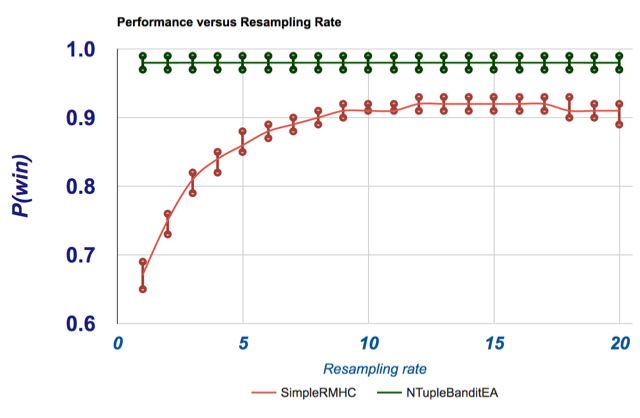 Performance versus Resampling Rate
1.0
0.9
0.8
0.7
0.6
P(win)
0 5 10 15 20
Resampling rate
SimpleRMHC NTupleBanditEA